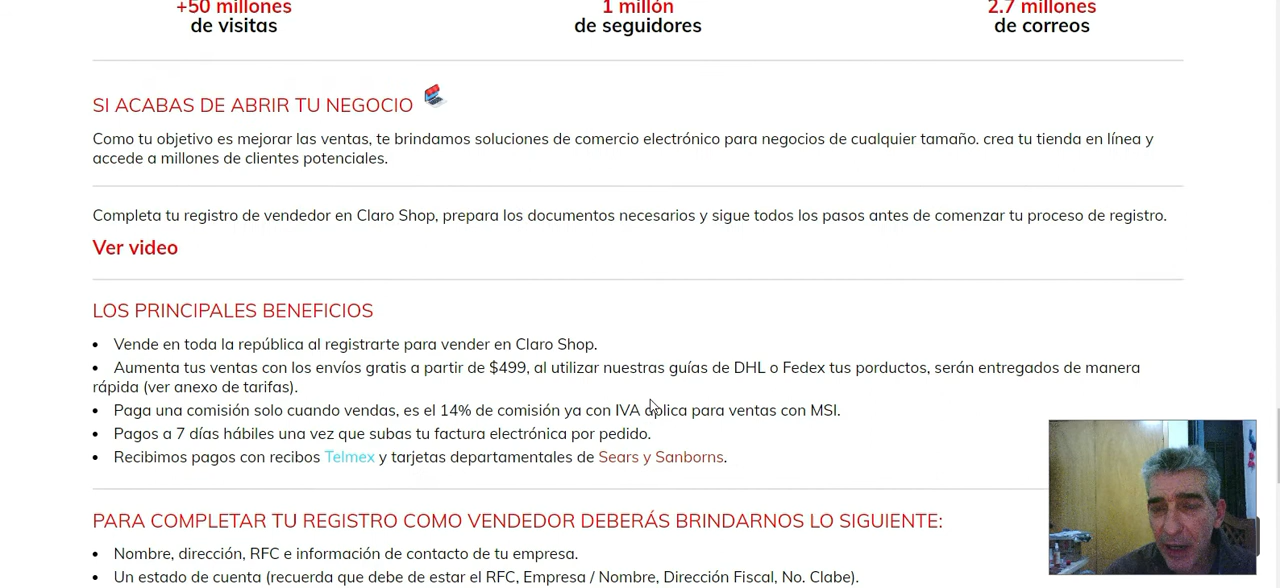 +50 millones
de visitas
1 millón
de seguidores
2.7 millones
de correos
SI ACABAS DE ABRIR TU NEGOCIO
Como tu objetivo es mejorar las ventas, te brindamos soluciones de comercio electrónico para negocios de cualquier tamaño. crea tu tienda en línea y
accede a millones de clientes potenciales.
Completa tu registro de vendedor en Claro Shop, prepara los documentos necesarios y sigue todos los pasos antes de comenzar tu proceso de registro.
Ver video
LOS PRINCIPALES BENEFICIOS
• Vende en toda la república al registrarte para vender en Claro Shop.
• Aumenta tus ventas con los envíos gratis a partir de $499, al utilizar nuestras guías de DHL o Fedex tus porductos, serán entregados de manera
rápida (ver anexo de tarifas).
• Paga una comisión solo cuando vendas, es el 14% de comisión ya con IVA aplica para ventas con MSI.
• Pagos a 7 días hábiles una vez que subas tu factura electrónica por pedido.
• Recibimos pagos con recibos Telmex y tarjetas departamentales de Sears y Sanborns.
PARA COMPLETAR TU REGISTRO COMO VENDEDOR DEBERÁS BRINDARNOS LO SIGUIENTE:
• Nombre, dirección, RFC e información de contacto de tu empresa.
• Un estado de cuenta (recuerda que debe de estar el RFC, Empresa / Nombre, Dirección Fiscal, No. Clabe).